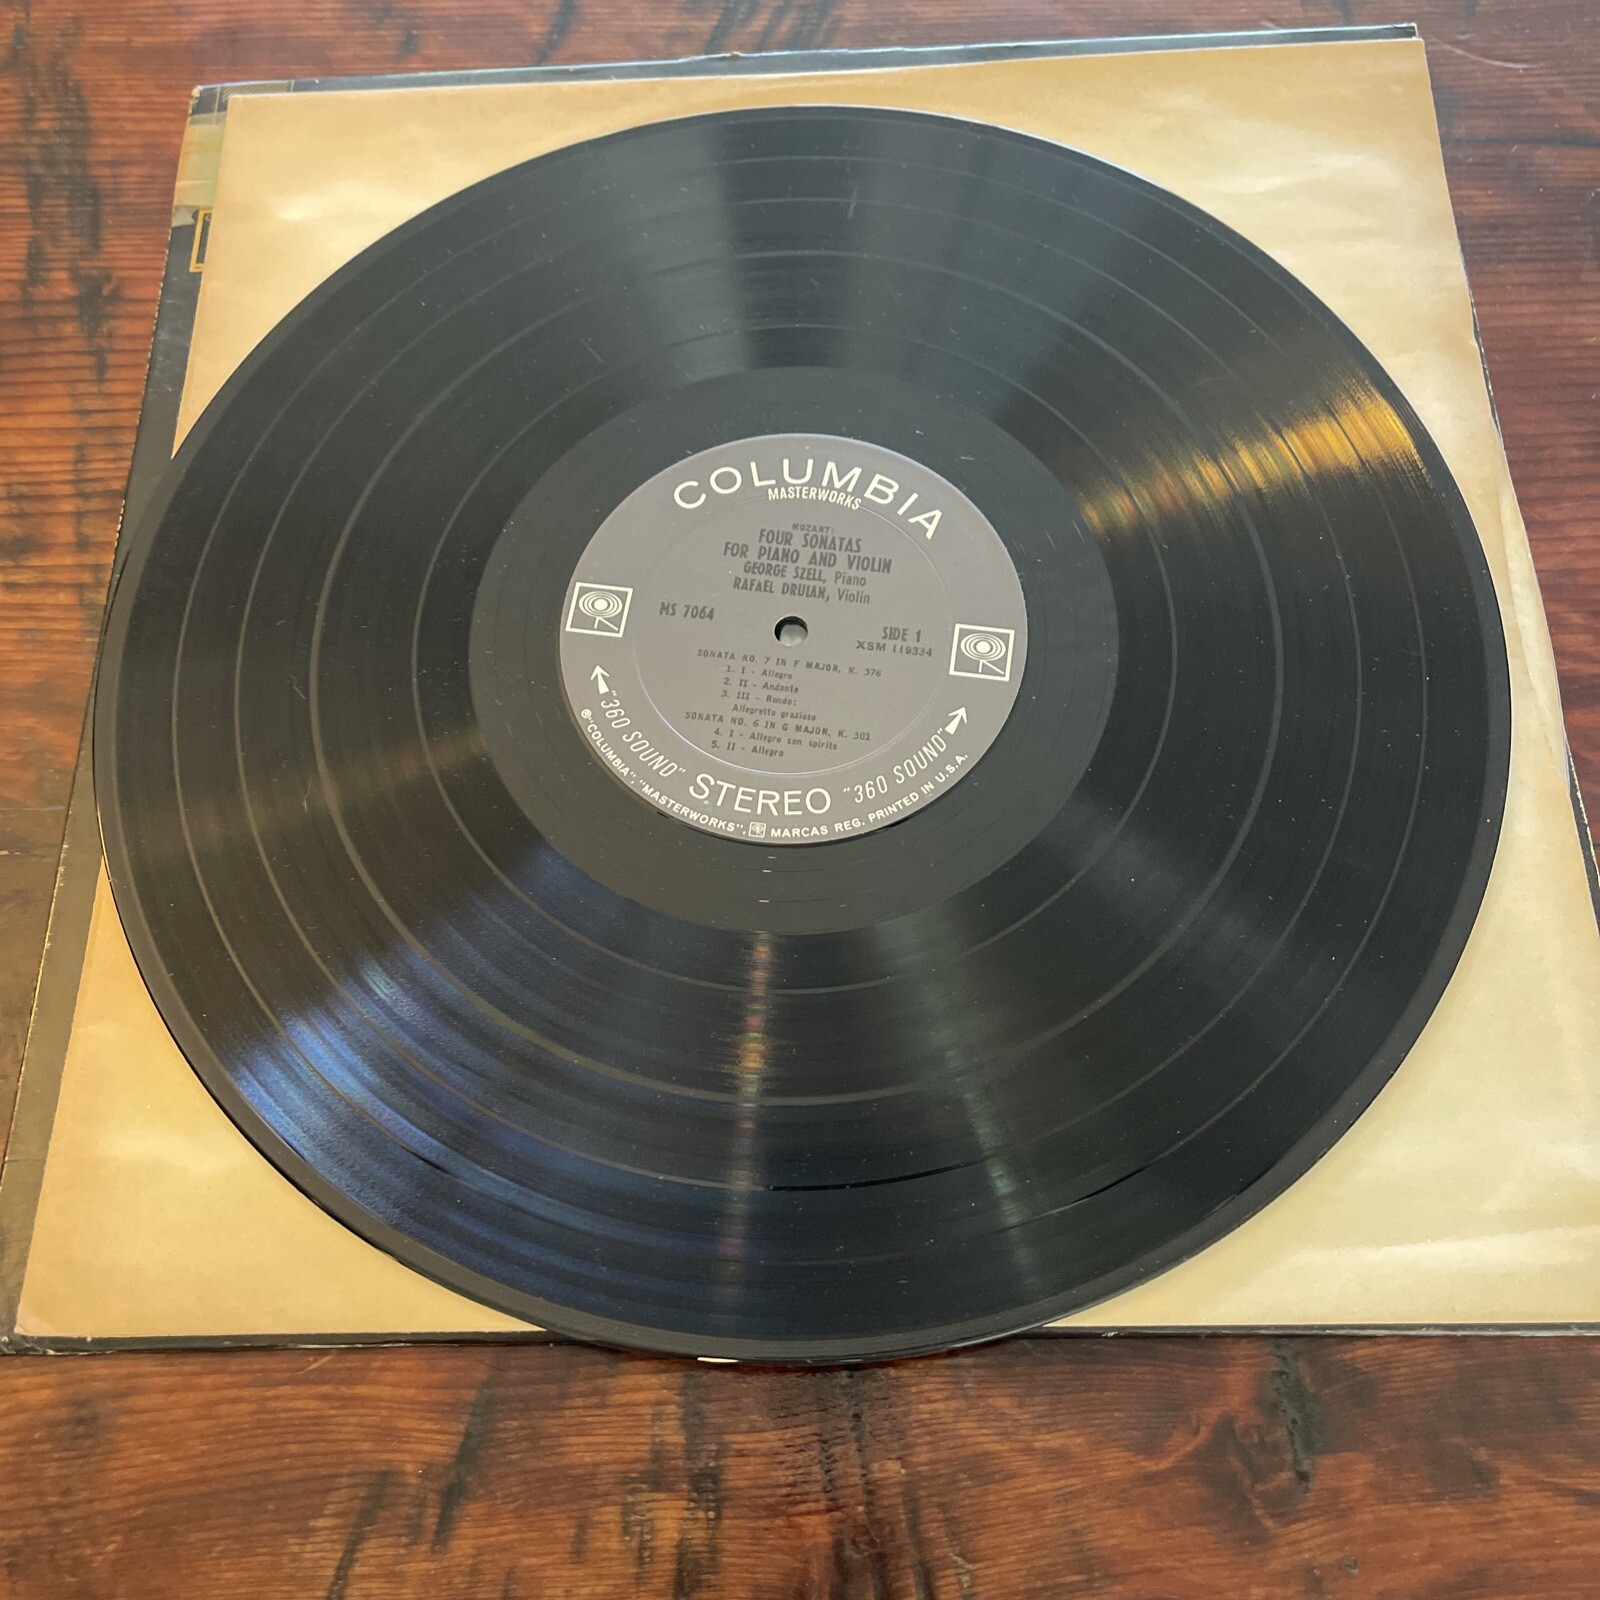 COLUMBIA
MASTERWORKS
MOZART:
FOUR SONATAS
FOR PIANO AND VIOLIN
GEORGE SZELL, Piano
RAFAEL DRUIAN, Violin
MS 7064
SIDE 1
XSM 119334
SONATA NO. 7 IN F MAJOR, K. 376
1. I - Allegro
2. II - Andante
3. III - Rondo:
Allegretto grazioso
SONATA NO. 6 IN G MAJOR, K. 301
4. I - Allegro con spirito
5. II - Allegro
"360 SOUND" STEREO "360 SOUND"
®"COLUMBIA", "MASTERWORKS", MARCAS REG. PRINTED IN U.S.A.